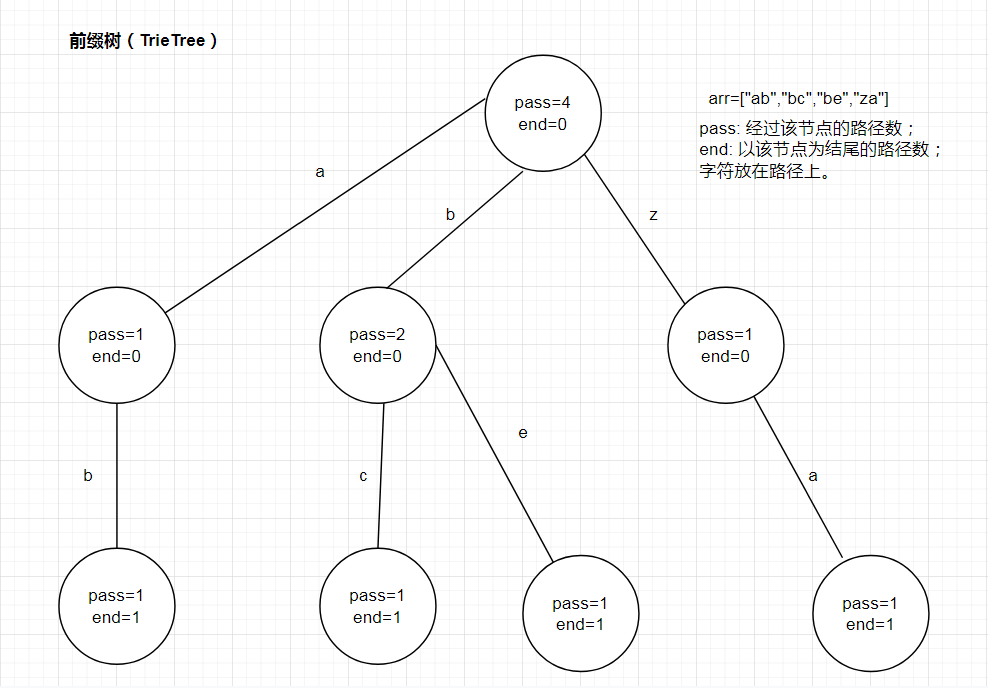 前缀树（TrieTree）
pass=4
end=0
arr=["ab","bc","be","za"]
pass: 经过该节点的路径数；
end: 以该节点为结尾的路径数；
字符放在路径上。
a
b
z
pass=1
end=0
pass=2
end=0
pass=1
end=0
b
c
e
a
pass=1
end=1
pass=1
end=1
pass=1
end=1
pass=1
end=1